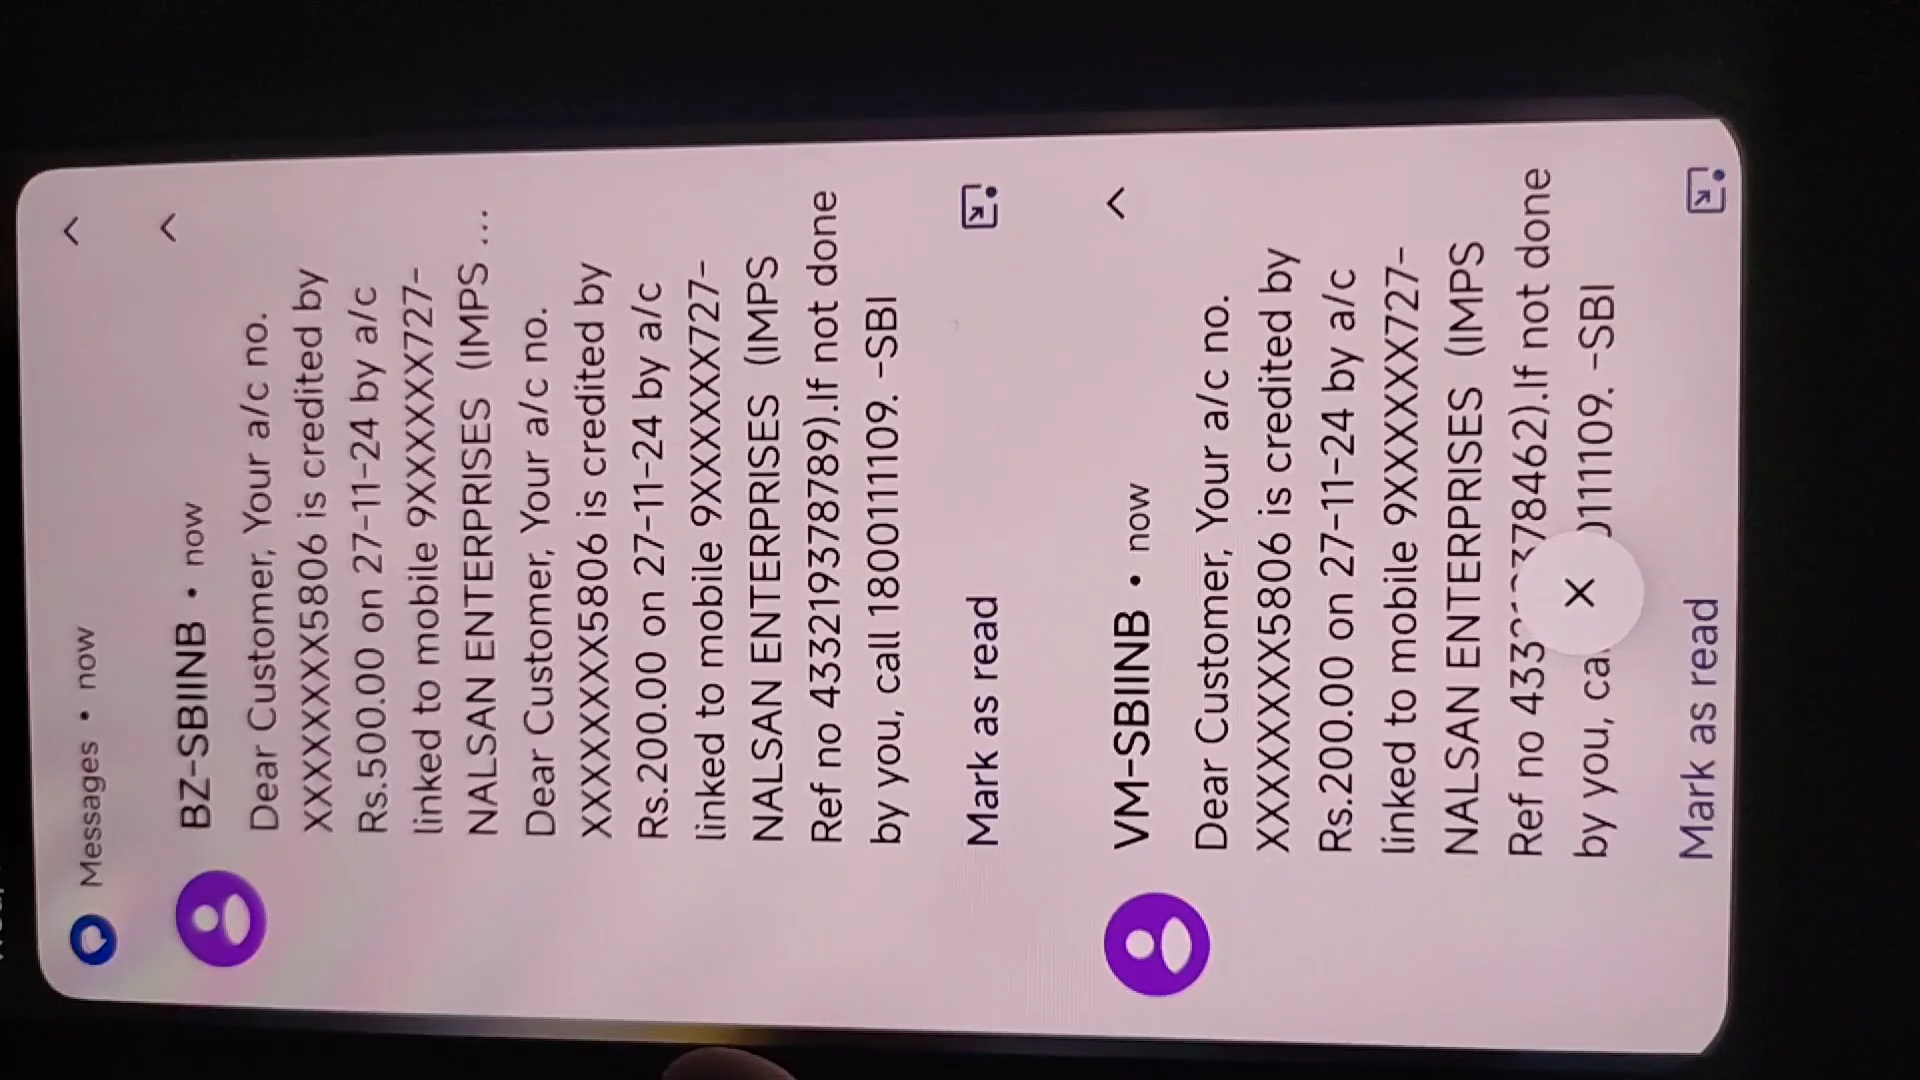 Messages • now
BZ-SBIINB • now
Dear Customer, Your a/c no.
XXXXXXXX5806 is credited by
Rs.500.00 on 27-11-24 by a/c
linked to mobile 9XXXXXX727-
NALSAN ENTERPRISES (IMPS ...
Dear Customer, Your a/c no.
XXXXXXXX5806 is credited by
Rs.200.00 on 27-11-24 by a/c
linked to mobile 9XXXXXX727-
NALSAN ENTERPRISES (IMPS
Ref no 433219378789).If not done
by you, call 1800111109. -SBI
Mark as read
VM-SBIINB • now
Dear Customer, Your a/c no.
XXXXXXXX5806 is credited by
Rs.200.00 on 27-11-24 by a/c
linked to mobile 9XXXXXX727-
NALSAN ENTERPRISES (IMPS
Ref no 78462).If not done
by you, 111109. -SBI
Mark as read